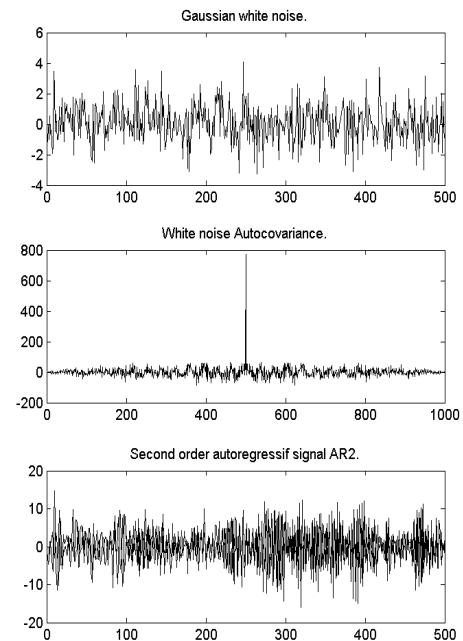 Gaussian white noise.
6
4
2
0
-2
-4
0 100 200 300 400 500
White noise Autocovariance.
800
600
400
200
0
-200
0 200 400 600 800 1000
Second order autoregressif signal AR2.
20
10
0
-10
-20
0 100 200 300 400 500